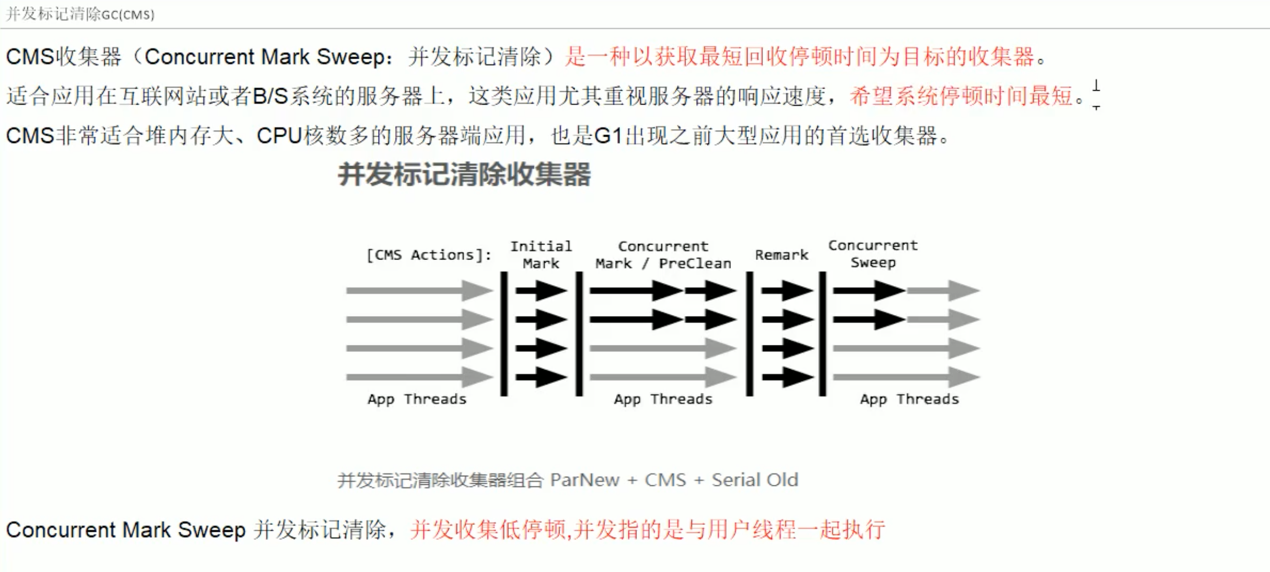 并发标记清除GC(CMS)
CMS收集器（Concurrent Mark Sweep：并发标记清除）是一种以获取最短回收停顿时间为目标的收集器。
适合应用在互联网站或者B/S系统的服务器上，这类应用尤其重视服务器的响应速度，希望系统停顿时间最短。
CMS非常适合堆内存大、CPU核数多的服务器端应用，也是G1出现之前大型应用的首选收集器。
并发标记清除收集器
[CMS Actions]:
Initial
Mark
Concurrent
Mark / PreClean
Remark
Concurrent
Sweep
App Threads
App Threads
App Threads
并发标记清除收集器组合 ParNew + CMS + Serial Old
Concurrent Mark Sweep 并发标记清除，并发收集低停顿,并发指的是与用户线程一起执行